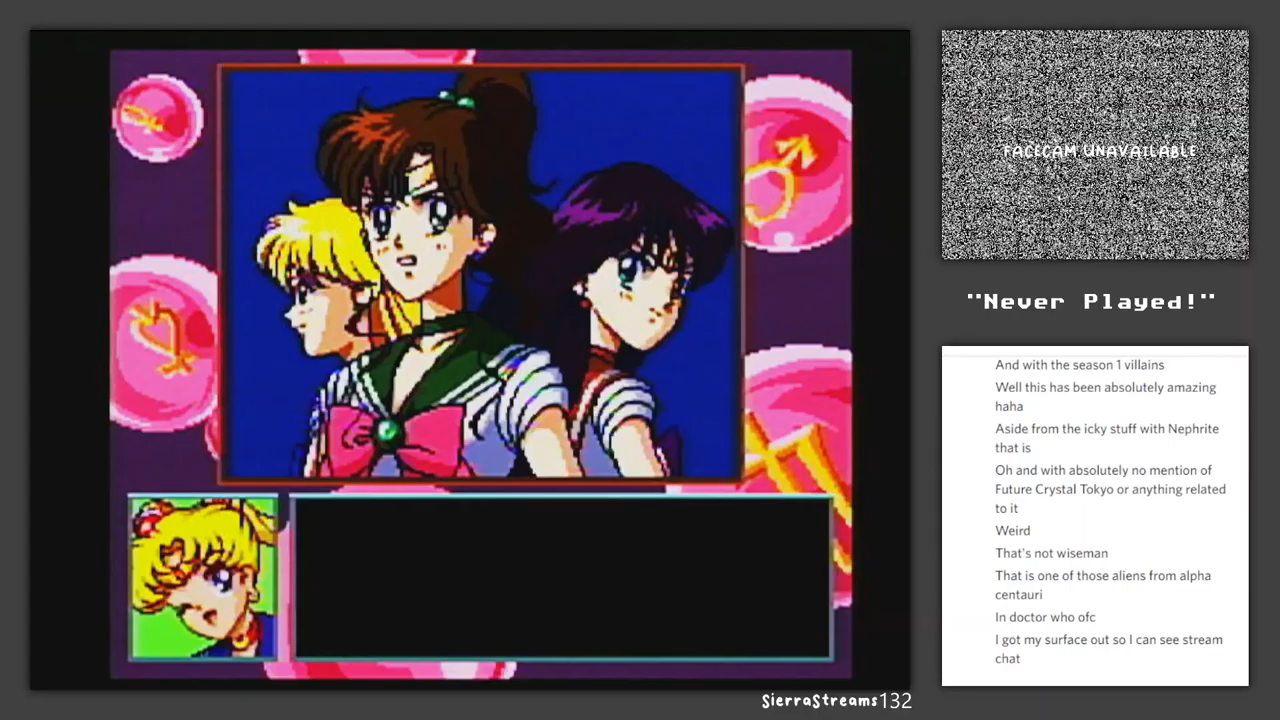 FACECAM UNAVAILABLE
"Never Played!"
And with the season 1 villains
Well this has been absolutely amazing
haha
Aside from the icky stuff with Nephrite
that is
Oh and with absolutely no mention of
Future Crystal Tokyo or anything related
to it
Weird
That's not wiseman
That is one of those aliens from alpha
centauri
In doctor who ofc
I got my surface out so I can see stream
chat
SierraStreams132